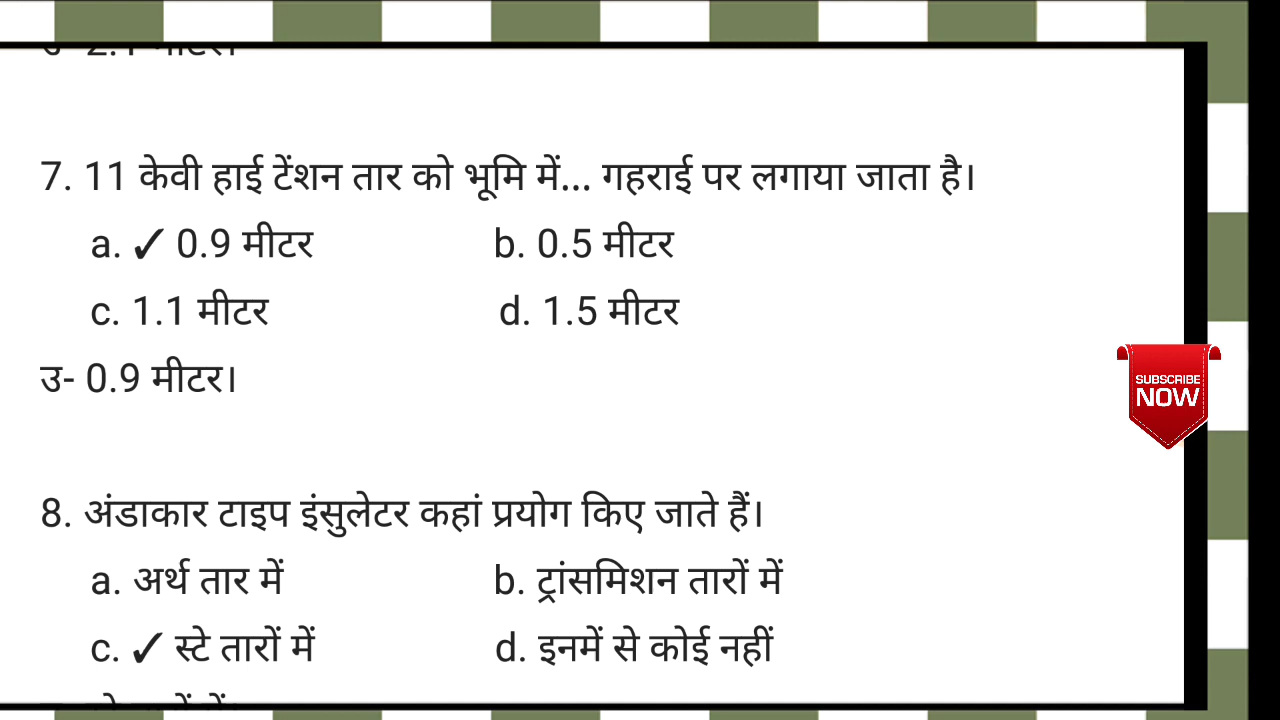 7. 11 केवी हाई टेंशन तार को भूमि में... गहराई पर लगाया जाता है।
a. ✓ 0.9 मीटर b. 0.5 मीटर
c. 1.1 मीटर d. 1.5 मीटर
उ- 0.9 मीटर।
SUBSCRIBE
NOW
8. अंडाकार टाइप इंसुलेटर कहां प्रयोग किए जाते हैं।
a. अर्थ तार में b. ट्रांसमिशन तारों में
c. ✓ स्टे तारों में d. इनमें से कोई नहीं